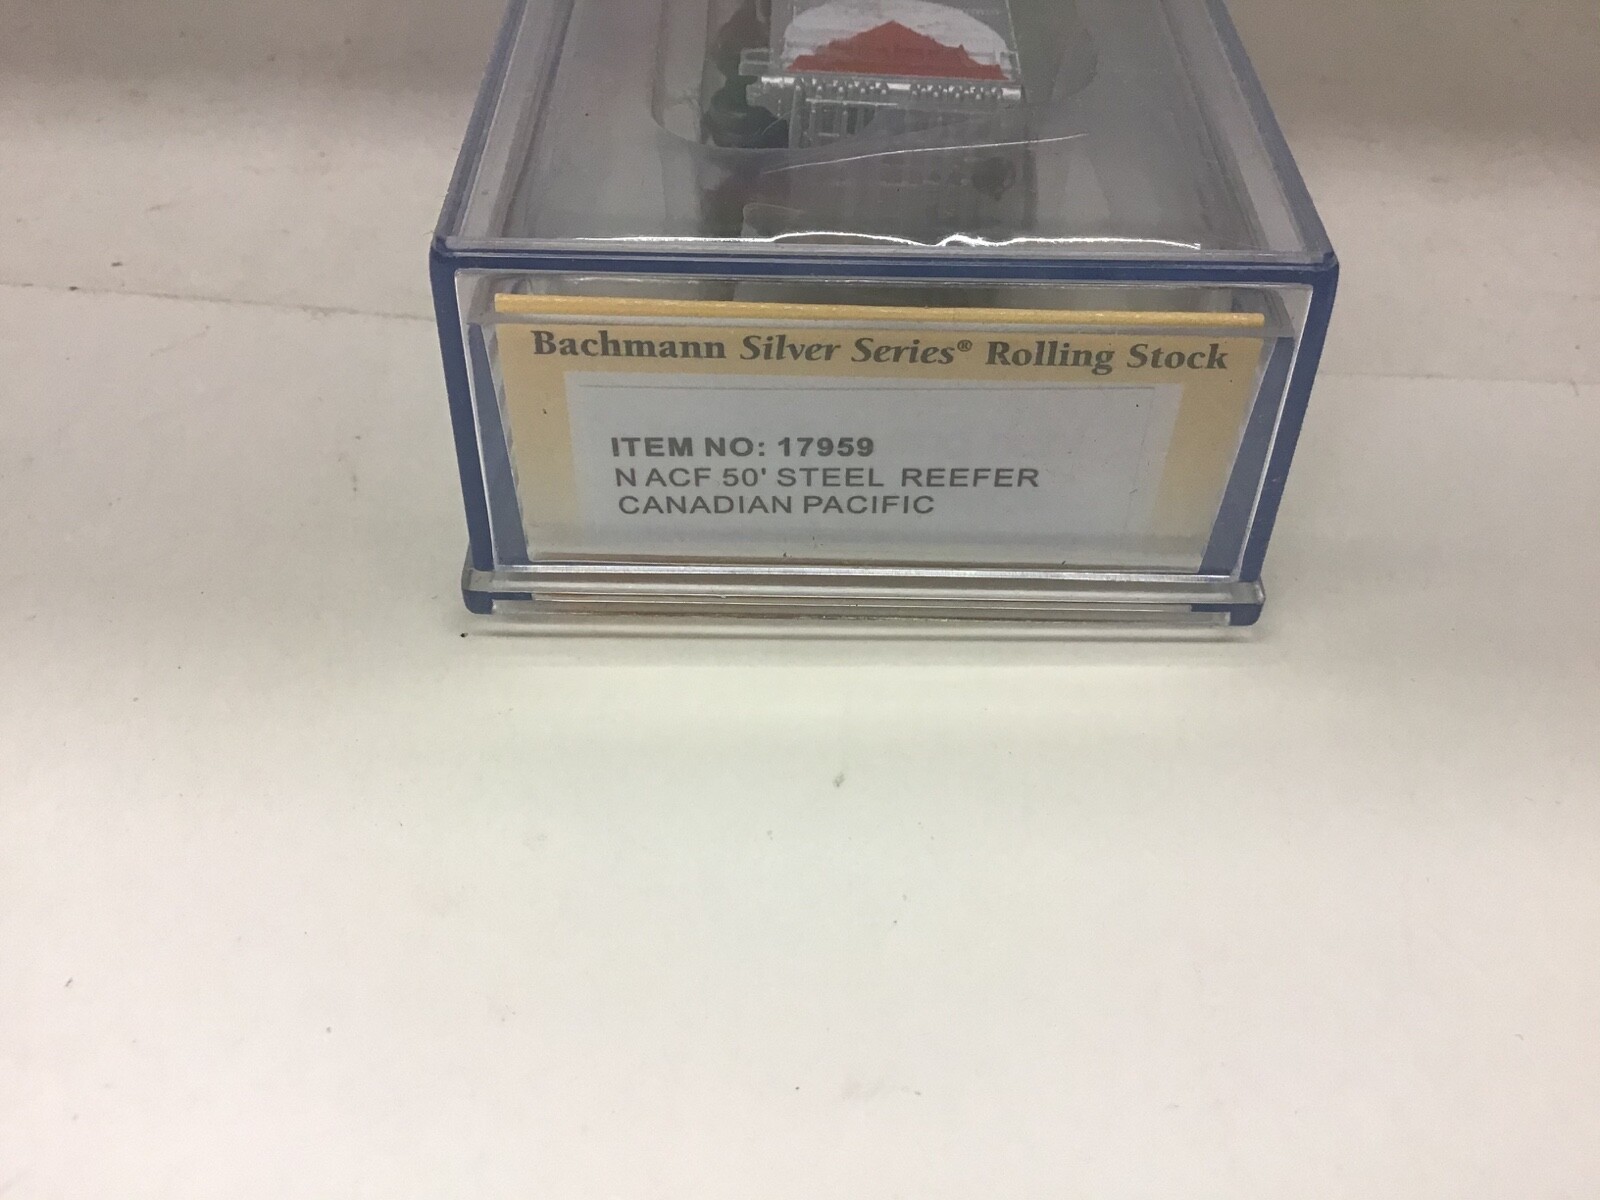 Bachmann Silver Series® Rolling Stock
ITEM NO: 17959
N ACF 50' STEEL REEFER
CANADIAN PACIFIC